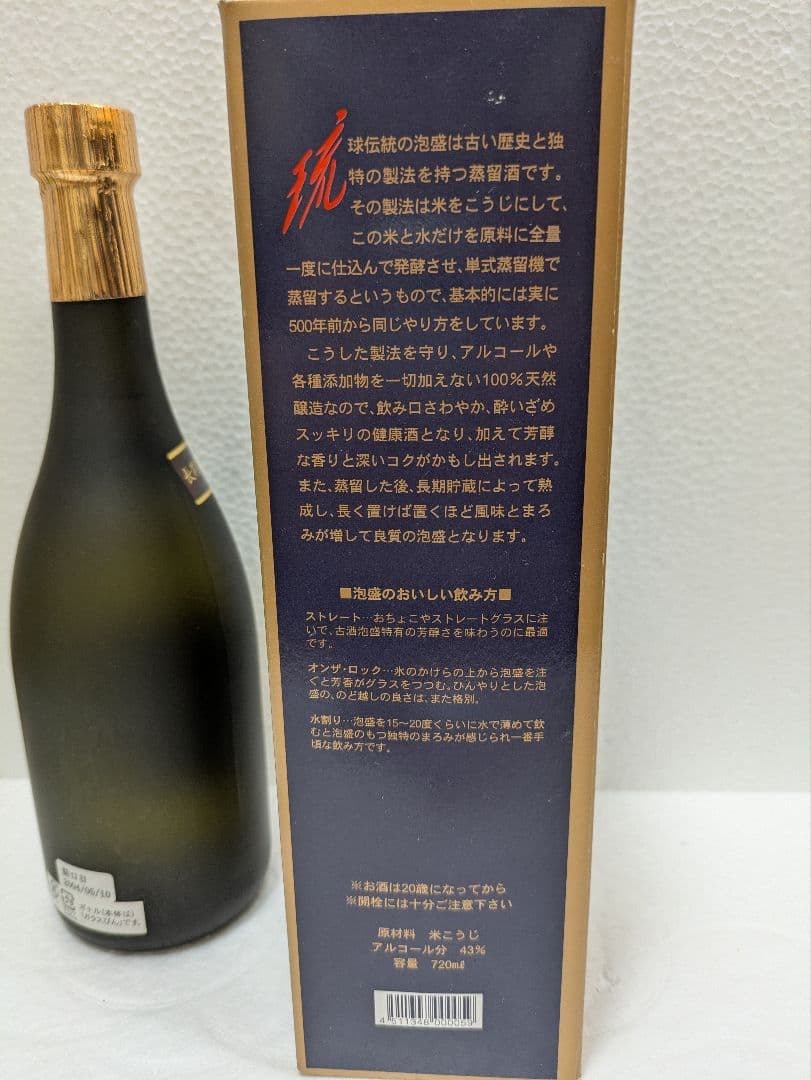 琉球伝統の泡盛は古い歴史と独
特の製法を持つ蒸留酒です。
その製法は米をこうじにして、
この米と水だけを原料に全量
一度に仕込んで発酵させ、単式蒸留機で
蒸留するというもので、基本的には実に
500年前から同じやり方をしています。
こうした製法を守り、アルコールや
各種添加物を一切加えない100%天然
醸造なので、飲み口さわやか、酔いざめ
スッキリの健康酒となり、加えて芳醇
な香りと深いコクがかもし出されます。
また、蒸留した後、長期貯蔵によって熟
成し、長く置けば置くほど風味とまろ
みが増して良質の泡盛となります。
■泡盛のおいしい飲み方■
ストレート…おちょこやストレートグラスに注
いで、古酒泡盛特有の芳醇さを味わうのに最適
です。
オンザ・ロック…氷のかけらの上から泡盛を注
ぐと芳香がグラスをつつむ。ひんやりとした泡
盛の、のど越しの良さは、また格別。
水割り…泡盛を15〜20度くらいに水で薄めて飲
むと泡盛のもつ独特のまろみが感じられ一番手
頃な飲み方です。
※お酒は20歳になってから
※開栓には十分ご注意下さい
原材料 米こうじ
アルコール分 43%
容量 720ml
4511348000059
長
詰口日
2004/06/10
ボトル(本体は)
「ガラスびん」です。